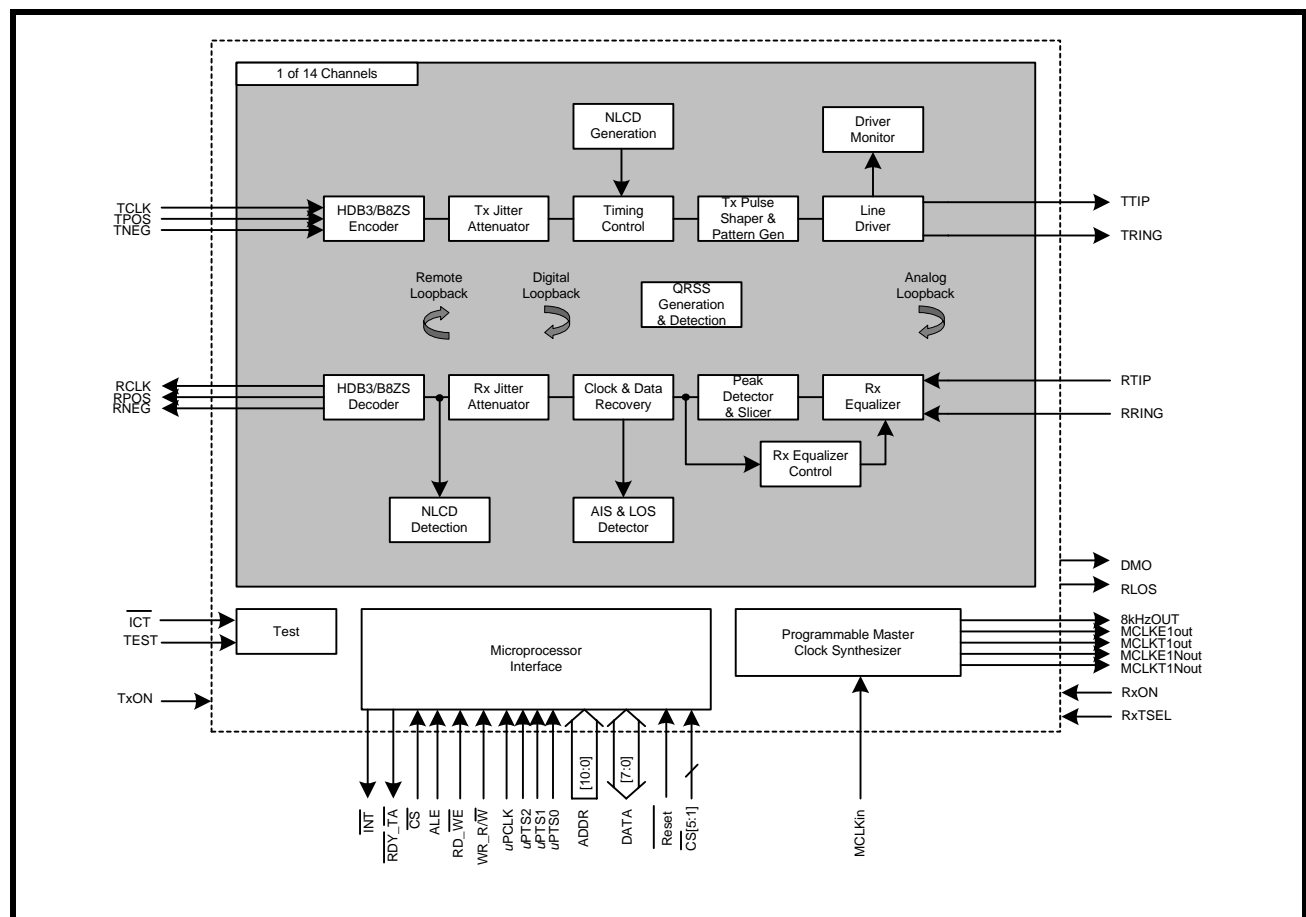 1 of 14 Channels
NLCD
Generation
Driver
Monitor
TCLK
TPOS
TNEG
HDB3/B8ZS
Encoder
Tx Jitter
Attenuator
Timing
Control
Tx Pulse
Shaper &
Pattern Gen
Line
Driver
TTIP
TRING
Remote
Loopback
Digital
Loopback
QRSS
Generation
& Detection
Analog
Loopback
RCLK
RPOS
RNEG
HDB3/B8ZS
Decoder
Rx Jitter
Attenuator
Clock & Data
Recovery
Peak
Detector
& Slicer
Rx
Equalizer
RTIP
RRING
Rx Equalizer
Control
NLCD
Detection
AIS & LOS
Detector
DMO
RLOS
ICT
TEST
Test
Microprocessor
Interface
Programmable Master
Clock Synthesizer
8kHzOUT
MCLKE1out
MCLKT1out
MCLKE1Nout
MCLKT1Nout
TxON
RxON
RxTSEL
INT
RDY_TA
CS
ALE
RD_WE
WR_R/W
uPCLK
uPTS2
uPTS1
uPTS0
[10:0]
ADDR
[7:0]
DATA
Reset
CS[5:1]
MCLKin